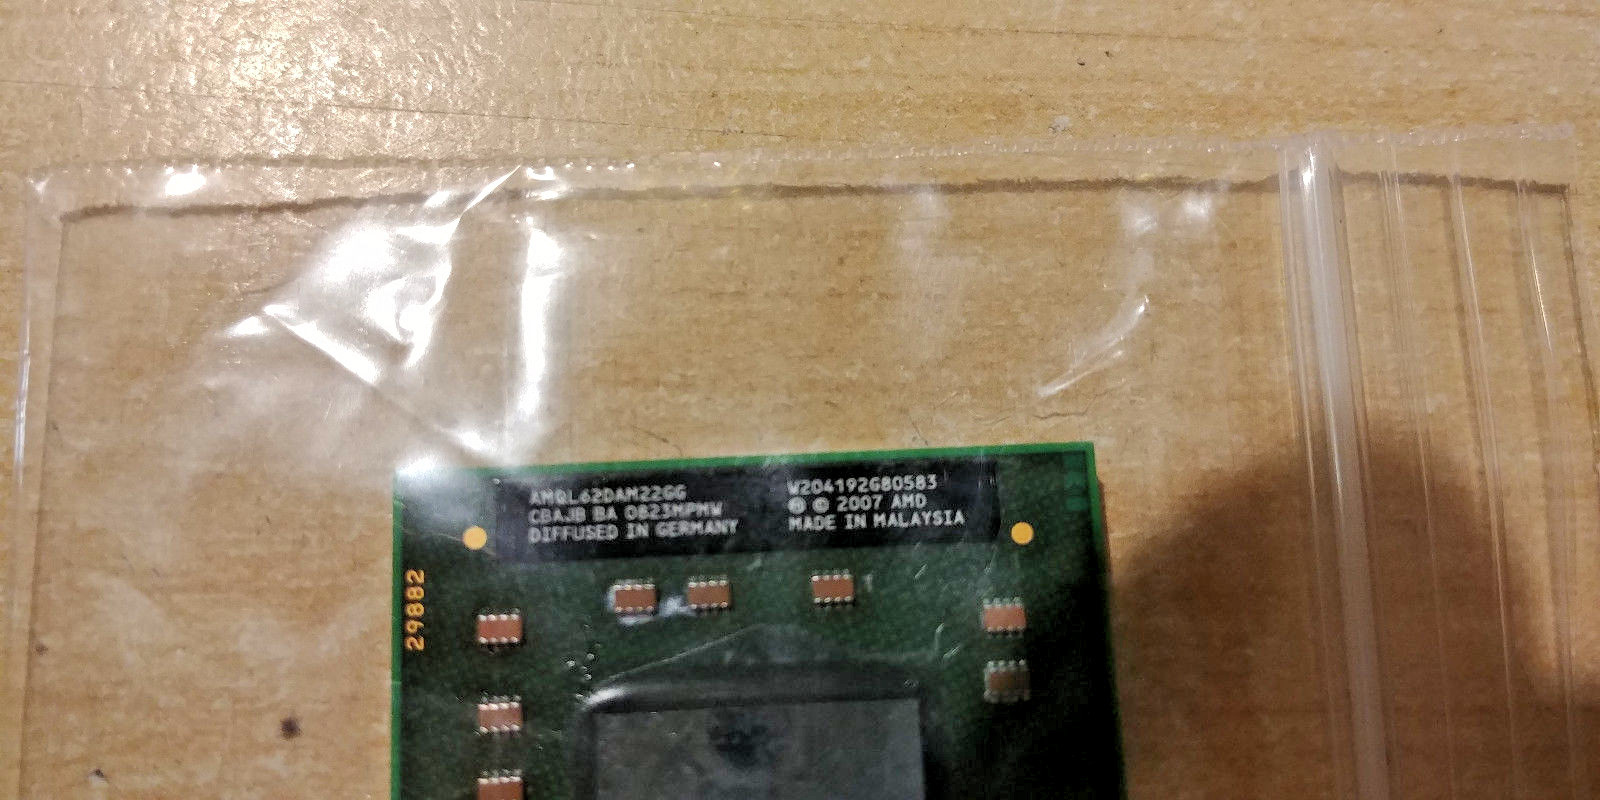 AMQL62DAM22GG
CBAJB BA 0823MPMW
DIFFUSED IN GERMANY
W204192G80583
© 2007 AMD
MADE IN MALAYSIA
29882